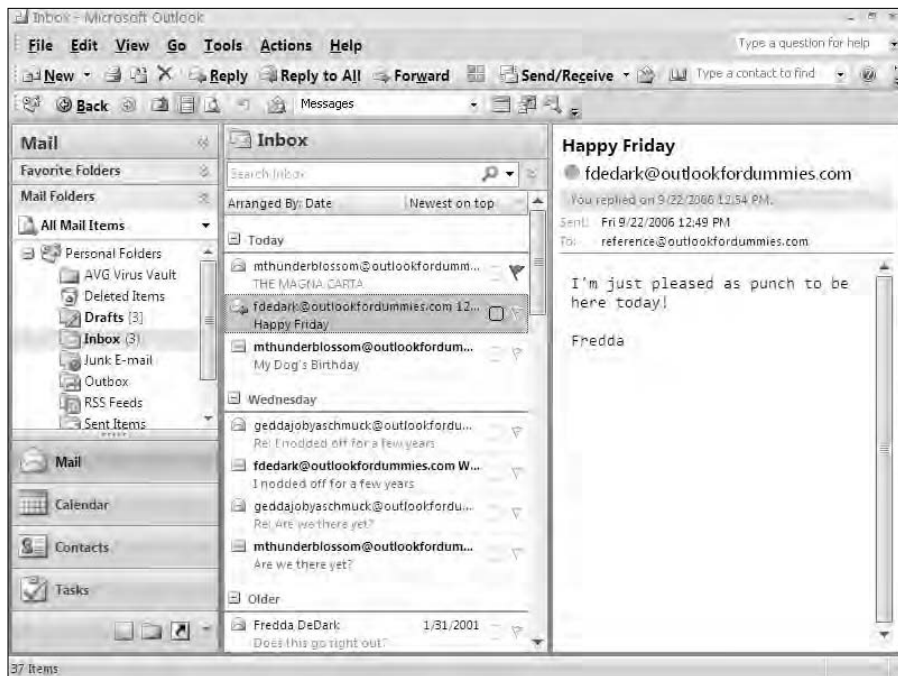 Inbox - Microsoft Outlook
File Edit View Go Tools Actions Help
Type a question for help
New Reply Reply to All Forward Send/Receive Type a contact to find
Back Messages
Mail
Favorite Folders
Mail Folders
All Mail Items
Personal Folders
AVG Virus Vault
Deleted Items
Drafts [3]
Inbox (3)
Junk E-mail
Outbox
RSS Feeds
Sent Items
Mail
Calendar
Contacts
Tasks
Inbox
Search Inbox
Arranged By: Date Newest on top
Today
mthunderblossom@outlookfordumm...
THE MAGNA CARTA
fdedark@outlookfordummies.com 12...
Happy Friday
mthunderblossom@outlookfordum...
My Dog's Birthday
Wednesday
geddajobyaschmuck@outlookfordu...
Re: I nodded off for a few years
fdedark@outlookfordummies.com W...
I nodded off for a few years
geddajobyaschmuck@outlookfordu...
Re: Are we there yet?
mthunderblossom@outlookfordum...
Are we there yet?
Older
Fredda DeDark 1/31/2001
Does this go right out?
Happy Friday
fdedark@outlookfordummies.com
You replied on 9/22/2006 12:54 PM.
Sent: Fri 9/22/2006 12:49 PM
To: reference@outlookfordummies.com
I'm just pleased as punch to be
here today!
Fredda
37 Items